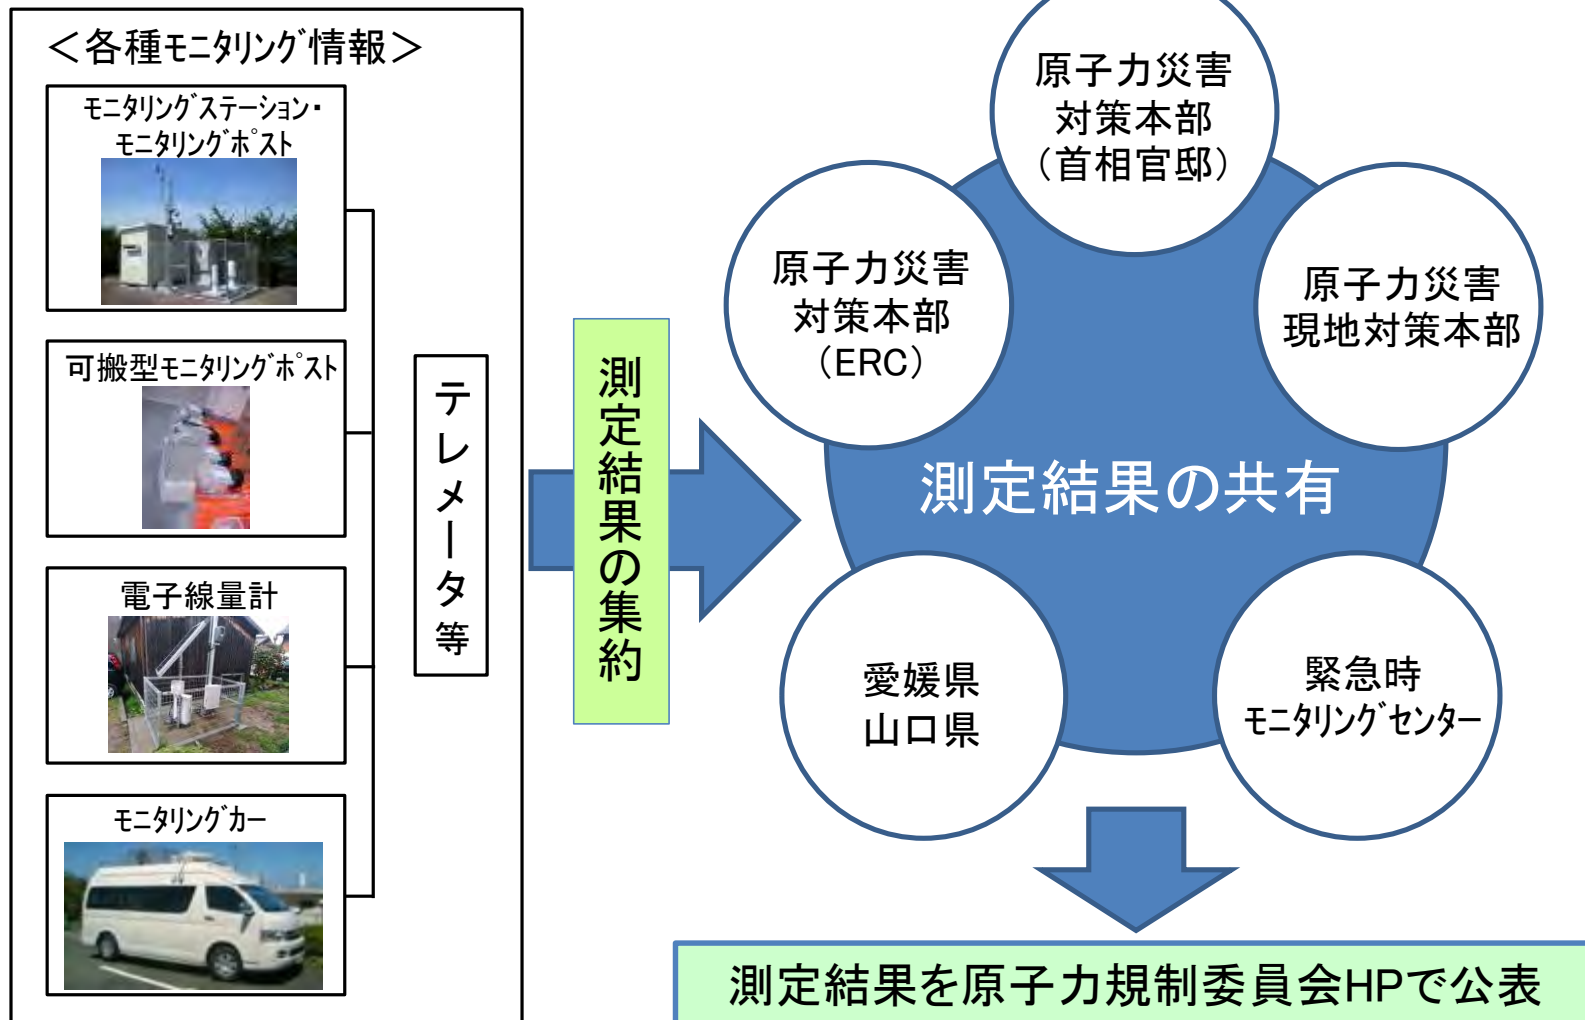 ＜各種ﾓﾆﾀﾘﾝｸﾞ情報＞
ﾓﾆﾀﾘﾝｸﾞｽﾃｰｼｮﾝ・
ﾓﾆﾀﾘﾝｸﾞﾎﾟｽﾄ
可搬型ﾓﾆﾀﾘﾝｸﾞﾎﾟｽﾄ
電子線量計
ﾓﾆﾀﾘﾝｸﾞｶｰ
テレメータ等
測定結果の集約
原子力災害
対策本部
（首相官邸）
原子力災害
対策本部
（ERC）
原子力災害
現地対策本部
測定結果の共有
愛媛県
山口県
緊急時
ﾓﾆﾀﾘﾝｸﾞｾﾝﾀｰ
測定結果を原子力規制委員会HPで公表